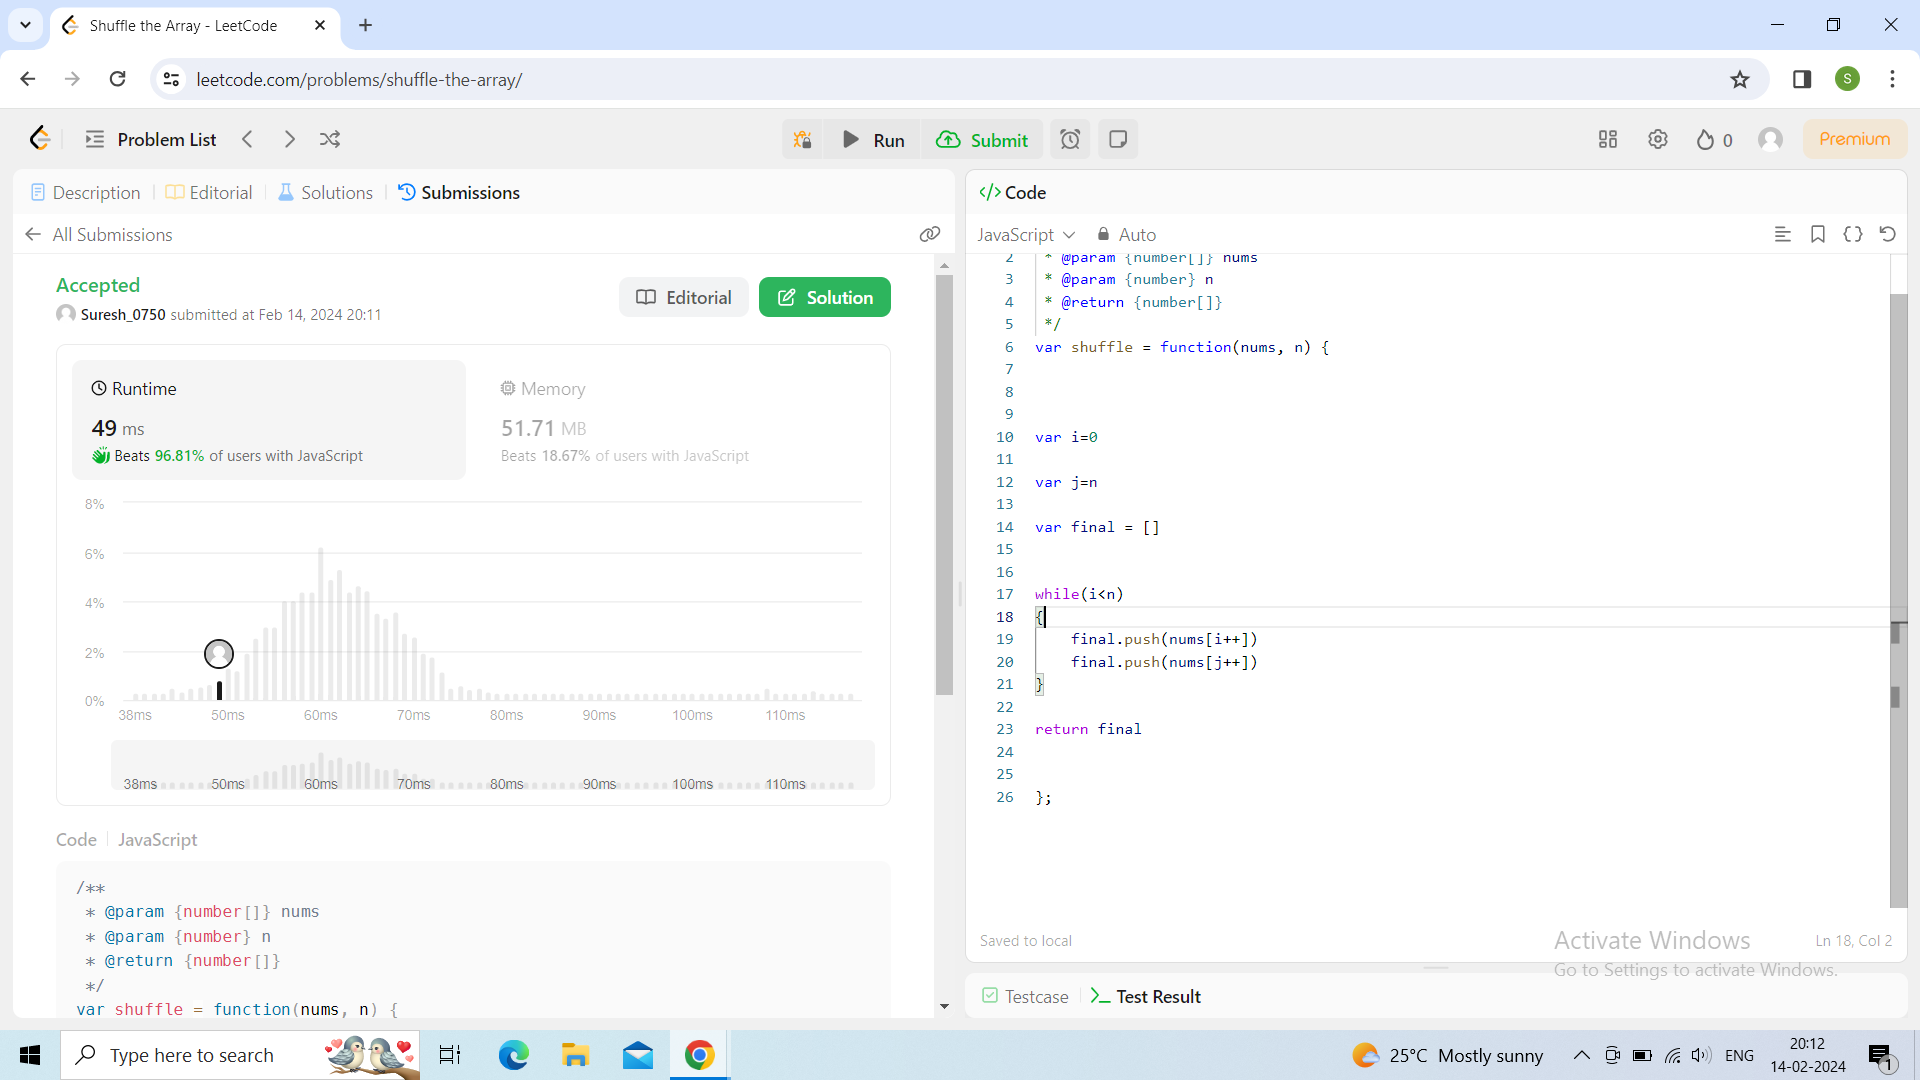 Shuffle the Array - LeetCode
leetcode.com/problems/shuffle-the-array/
S
Problem List
Run
Submit
0
Premium
Description
Editorial
Solutions
Submissions
All Submissions
Accepted
Suresh_0750 submitted at Feb 14, 2024 20:11
Editorial
Solution
Runtime
49 ms
Beats 96.81% of users with JavaScript
Memory
51.71 MB
Beats 18.67% of users with JavaScript
8%
6%
4%
2%
0%
38ms 50ms 60ms 70ms 80ms 90ms 100ms 110ms
38ms 50ms 60ms 70ms 80ms 90ms 100ms 110ms
Code
JavaScript
/**
* @param {number[]} nums
* @param {number} n
* @return {number[]}
*/
var shuffle = function(nums, n) {
</> Code
JavaScript
Auto
2 * @param {number[]} nums
3 * @param {number} n
4 * @return {number[]}
5 */
6 var shuffle = function(nums, n) {
7
8
9
10 var i=0
11
12 var j=n
13
14 var final = []
15
16
17 while(i<n)
18 {
19 final.push(nums[i++])
20 final.push(nums[j++])
21 }
22
23 return final
24
25
26 };
Saved to local
Ln 18, Col 2
Activate Windows
Go to Settings to activate Windows.
Testcase
Test Result
Type here to search
25°C Mostly sunny
ENG
20:12
14-02-2024
1